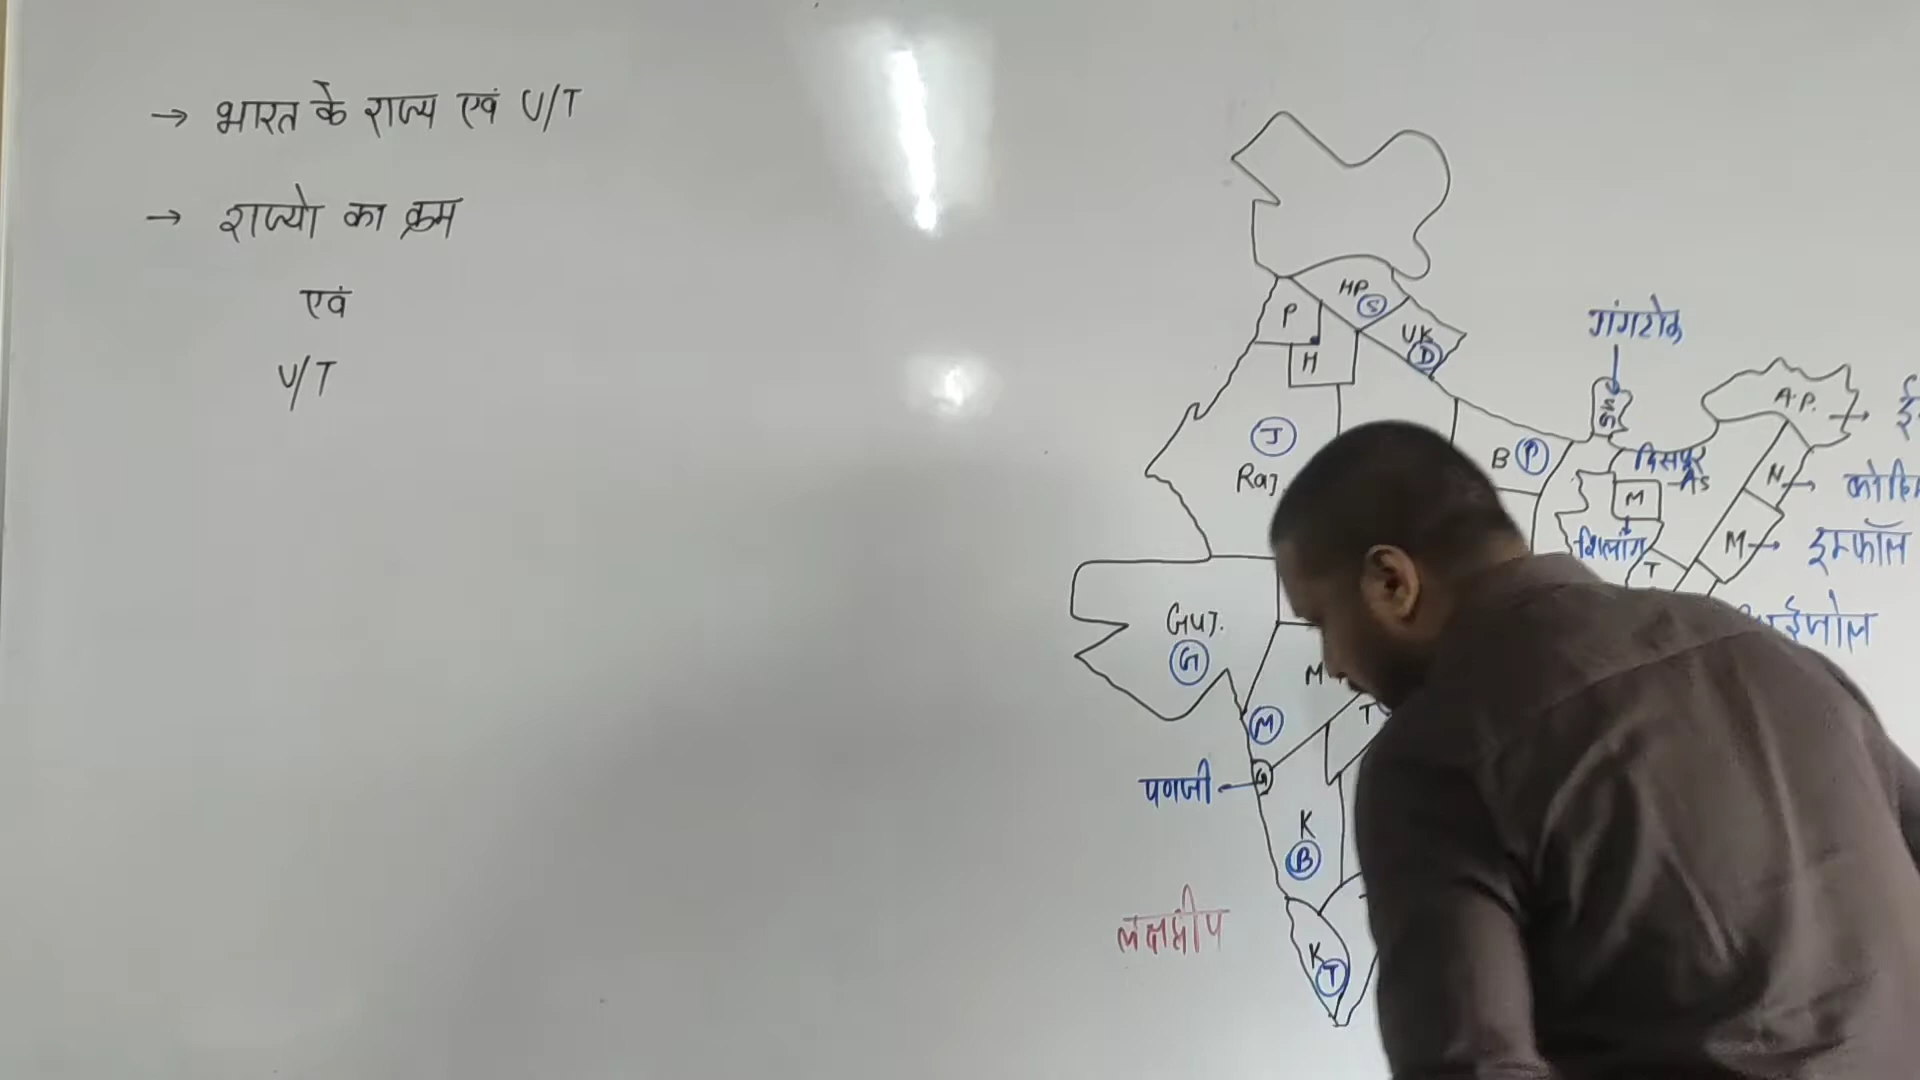 → भारत के राज्य एवं U/T
→ राज्यो का क्रम
एवं
U/T
HP
S
P
UK
D
H
गंगटोक
A.P. →
J
Raj
B P
दिसपुर
As
N →
M
शिलांग
M → इम्फॉल
T
Guj.
G
M
M
T
पणजी
G
K
B
लक्षद्वीप
K
T